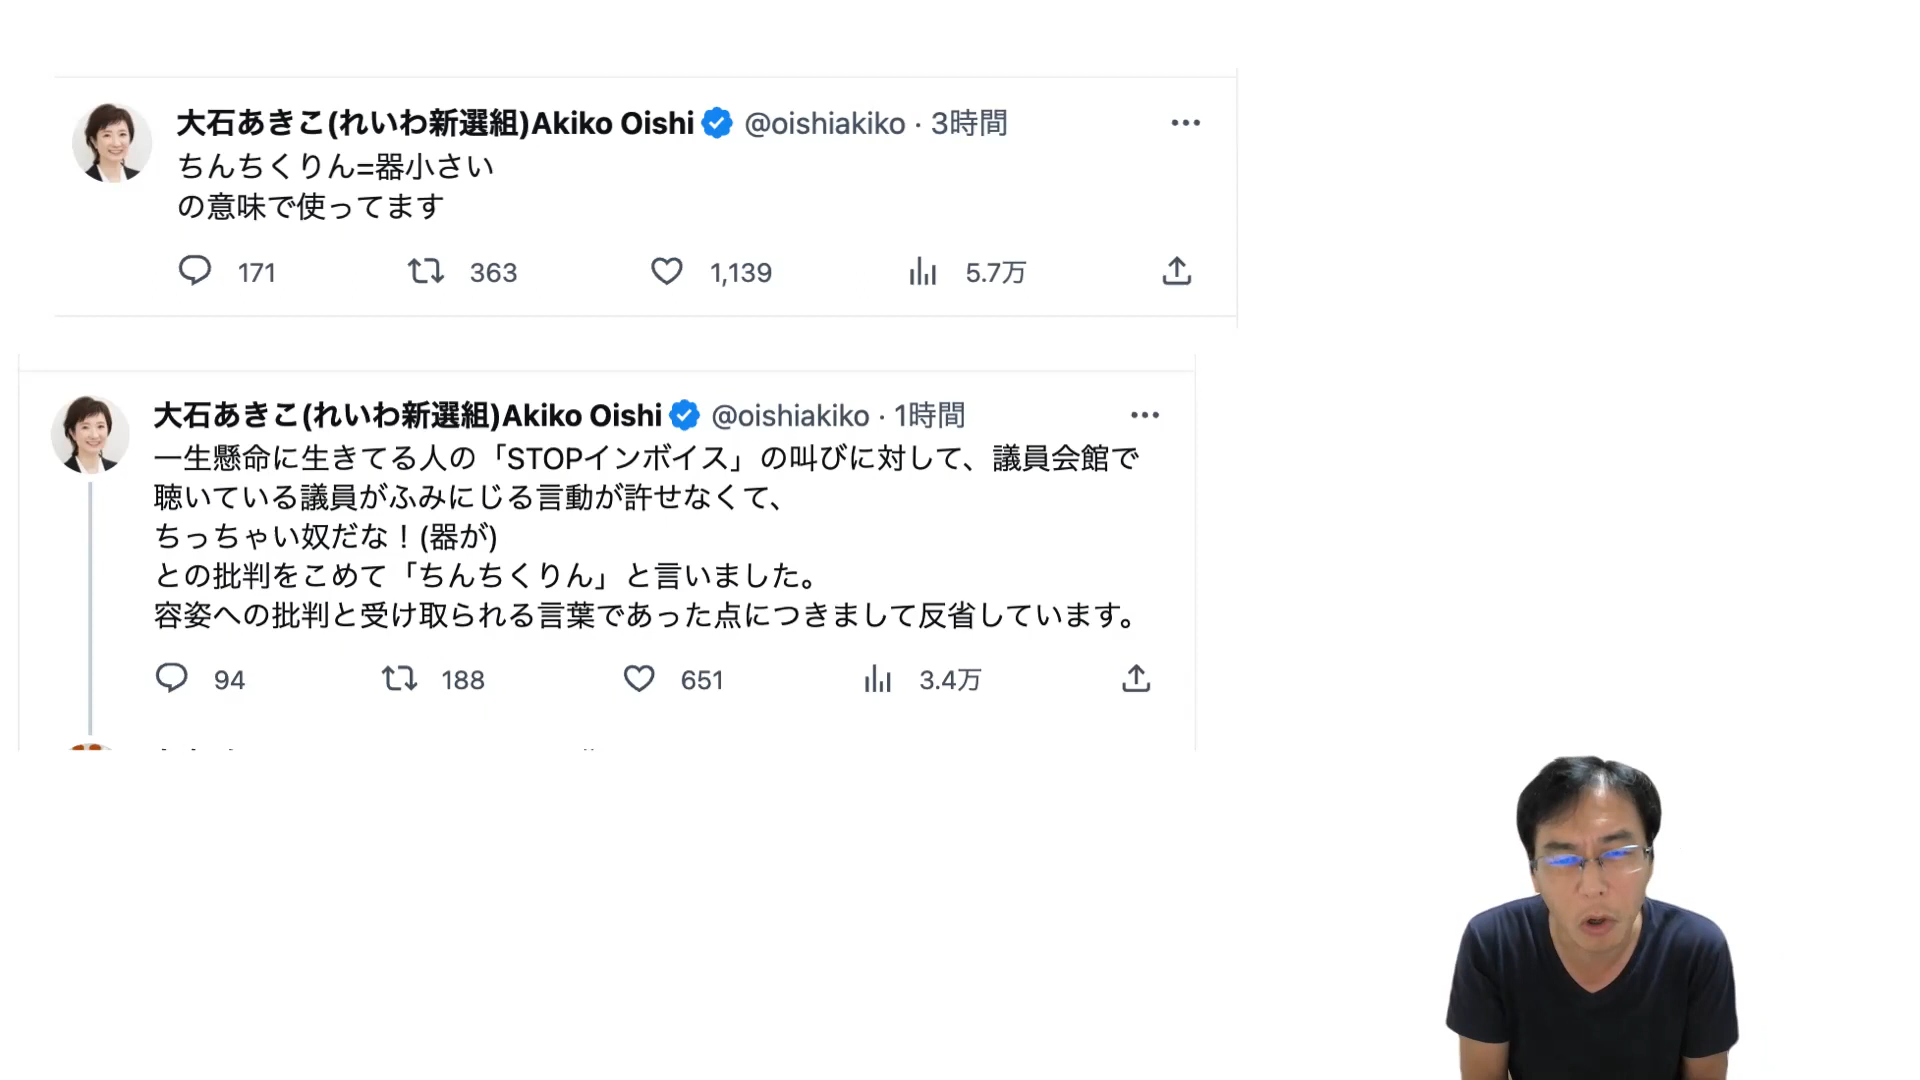 大石あきこ(れいわ新選組)Akiko Oishi @oishiakiko · 3時間
ちんちくりん=器小さい
の意味で使ってます
171 363 1,139 5.7万
大石あきこ(れいわ新選組)Akiko Oishi @oishiakiko · 1時間
一生懸命に生きてる人の「STOPインボイス」の叫びに対して、議員会館で
聴いている議員がふみにじる言動が許せなくて、
ちっちゃい奴だな！(器が)
との批判をこめて「ちんちくりん」と言いました。
容姿への批判と受け取られる言葉であった点につきまして反省しています。
94 188 651 3.4万